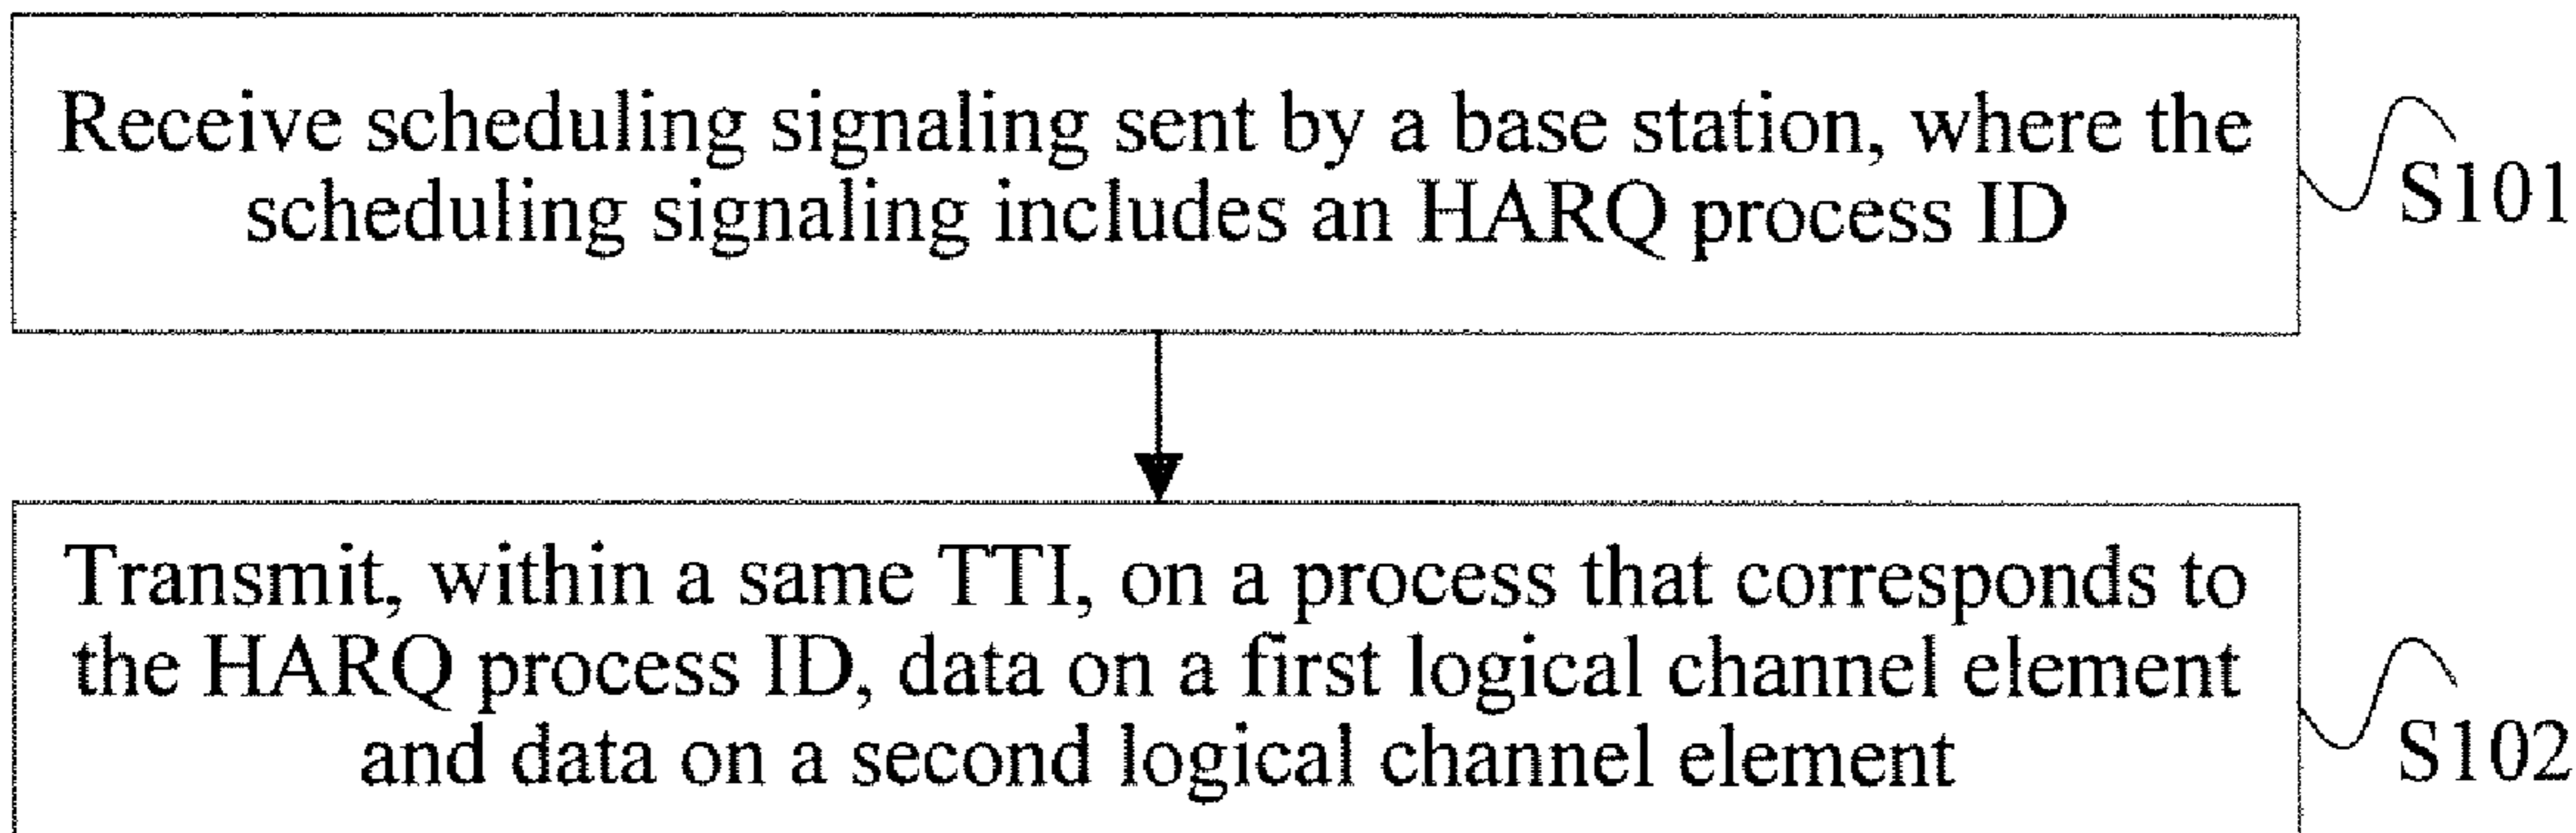 Receive scheduling signaling sent by a base station, where the
scheduling signaling includes an HARQ process ID
S101
Transmit, within a same TTI, on a process that corresponds to
the HARQ process ID, data on a first logical channel element
and data on a second logical channel element
S102